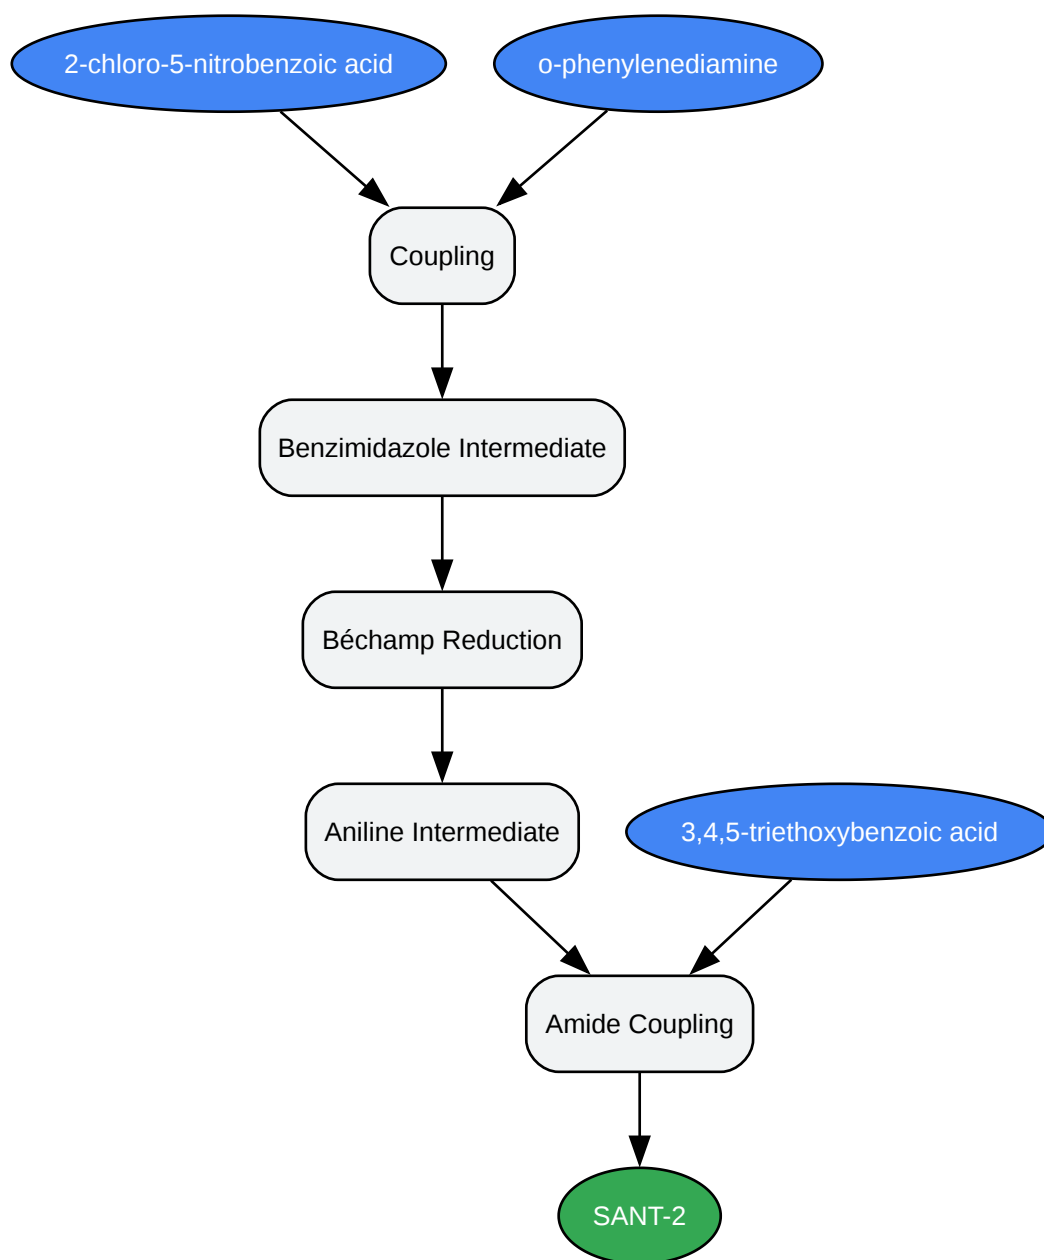 2-chloro-5-nitrobenzoic acid
o-phenylenediamine
Coupling
Benzimidazole Intermediate
Béchamp Reduction
Aniline Intermediate
3,4,5-triethoxybenzoic acid
Amide Coupling
SANT-2